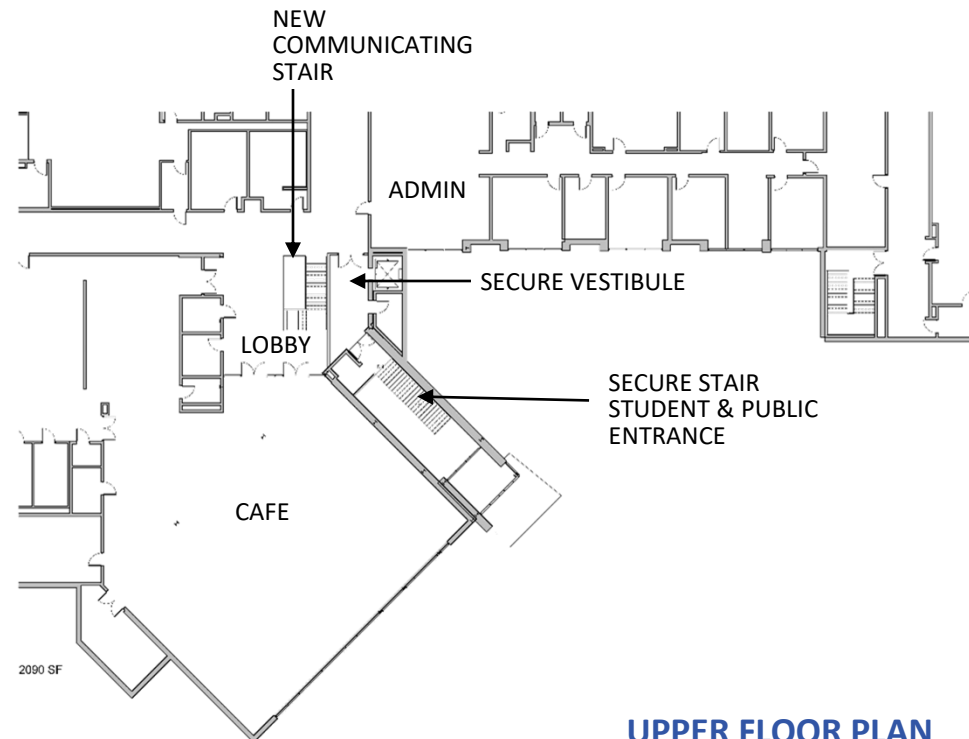 NEW
COMMUNICATING
STAIR
ADMIN
SECURE VESTIBULE
LOBBY
SECURE STAIR
STUDENT & PUBLIC
ENTRANCE
CAFE
2090 SF
UPPER FLOOR PLAN